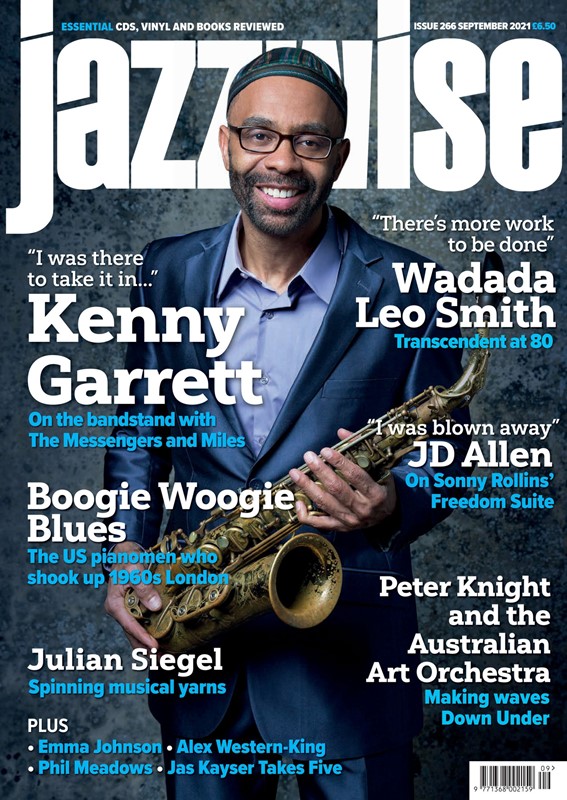 ESSENTIAL CDS, VINYL AND BOOKS REVIEWED
ISSUE 266 SEPTEMBER 2021 £6.50
jazzwise
“I was there
to take it in...”
Kenny
Garrett
On the bandstand with
The Messengers and Miles
Boogie Woogie
Blues
The US pianomen who
shook up 1960s London
Julian Siegel
Spinning musical yarns
PLUS
• Emma Johnson • Alex Western-King
• Phil Meadows • Jas Kayser Takes Five
“There’s more work
to be done”
Wadada
Leo Smith
Transcendent at 80
“I was blown away”
JD Allen
On Sonny Rollins’
Freedom Suite
Peter Knight
and the
Australian
Art Orchestra
Making waves
Down Under
09>
9 771368 002159